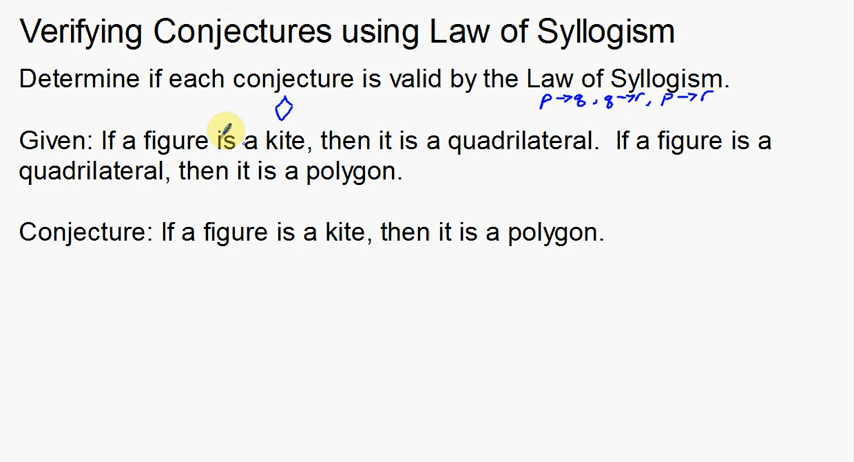 Verifying Conjectures using Law of Syllogism
Determine if each conjecture is valid by the Law of Syllogism.
p→q, q→r, p→r
Given: If a figure is a kite, then it is a quadrilateral.  If a figure is a
quadrilateral, then it is a polygon.
Conjecture: If a figure is a kite, then it is a polygon.